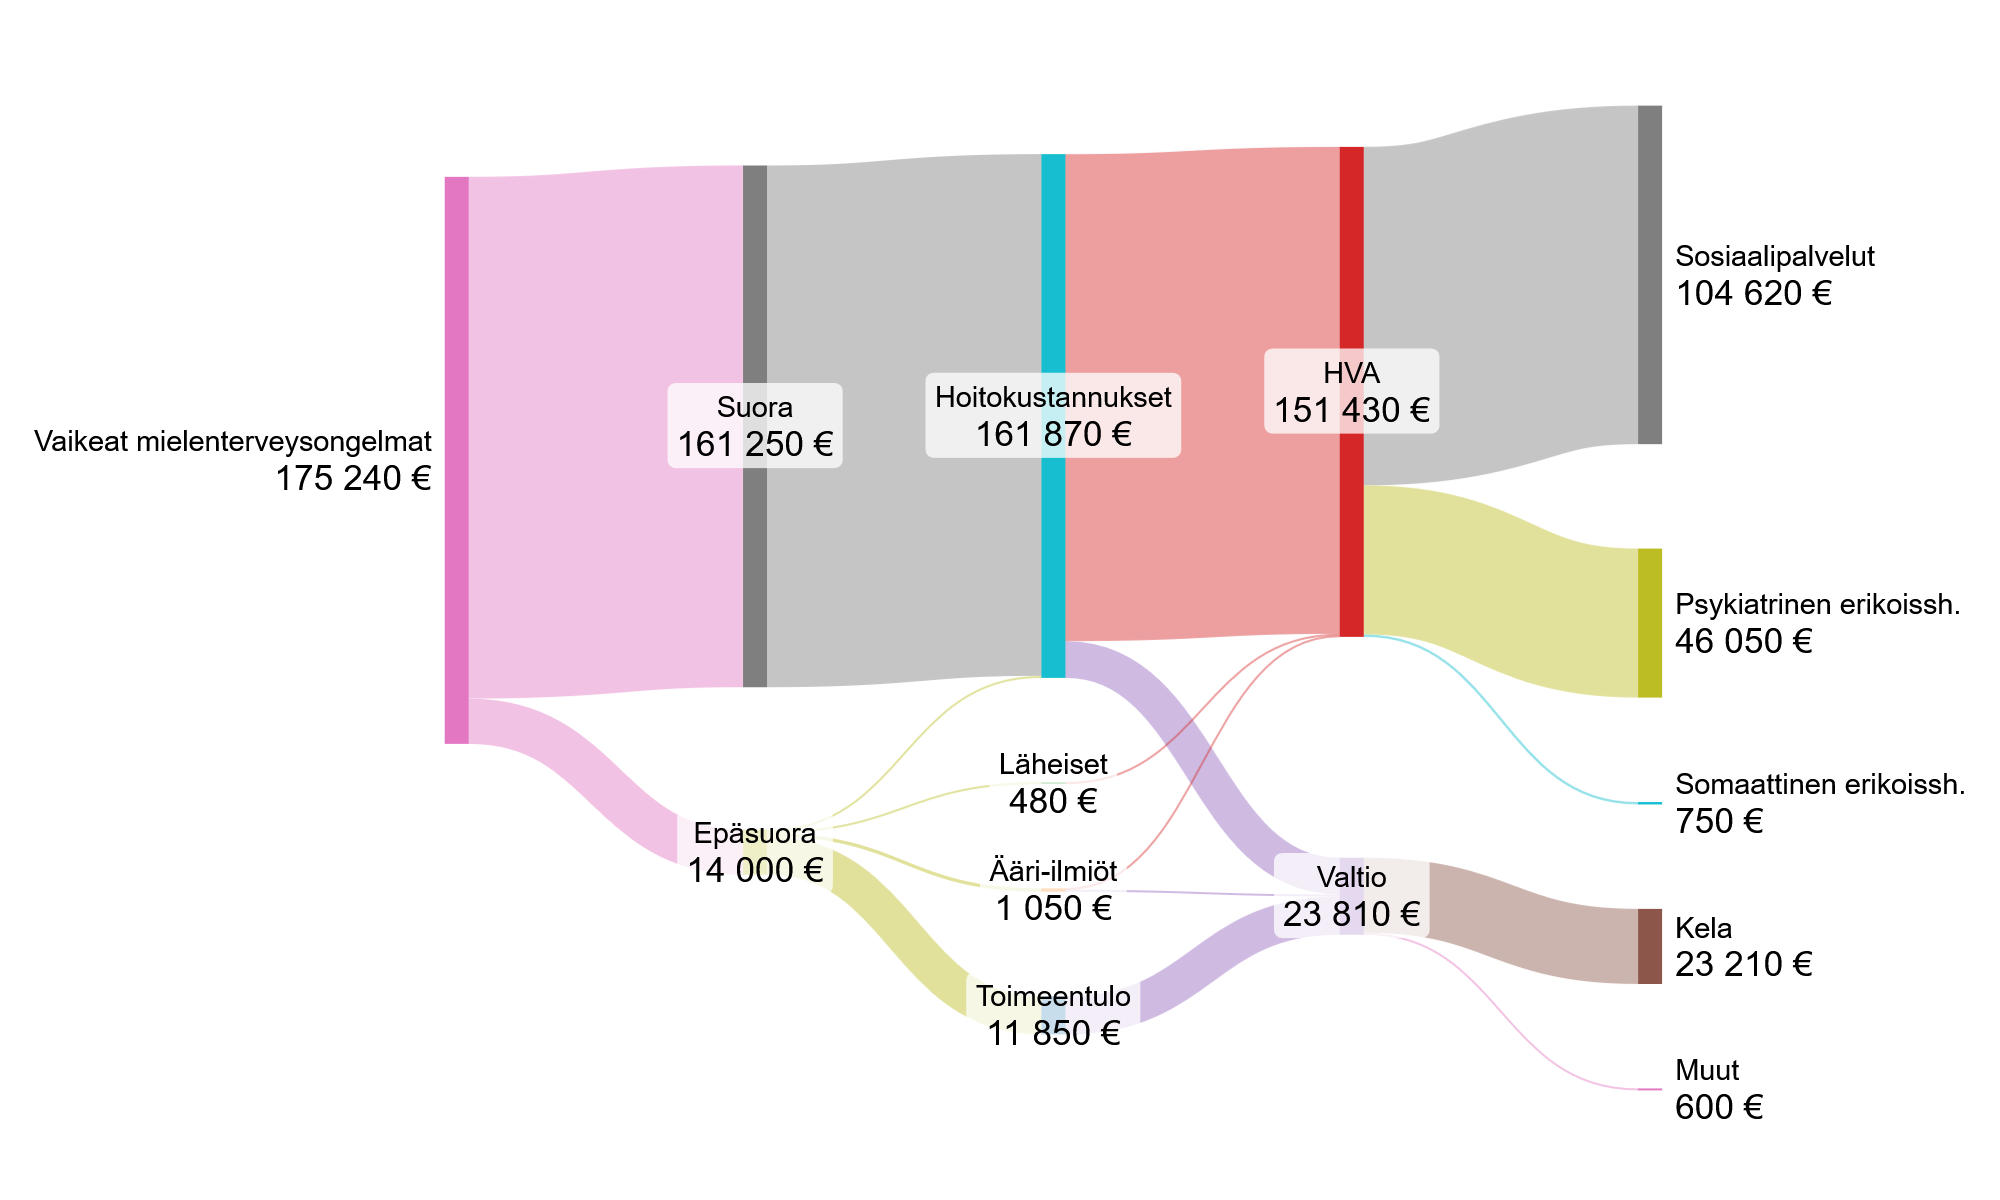 Vaikeat mielenterveysongelmat
175 240 €
Suora
161 250 €
Epäsuora
14 000 €
Hoitokustannukset
161 870 €
Läheiset
480 €
Ääri-ilmiöt
1 050 €
Toimeentulo
11 850 €
HVA
151 430 €
Valtio
23 810 €
Sosiaalipalvelut
104 620 €
Psykiatrinen erikoissh.
46 050 €
Somaattinen erikoissh.
750 €
Kela
23 210 €
Muut
600 €